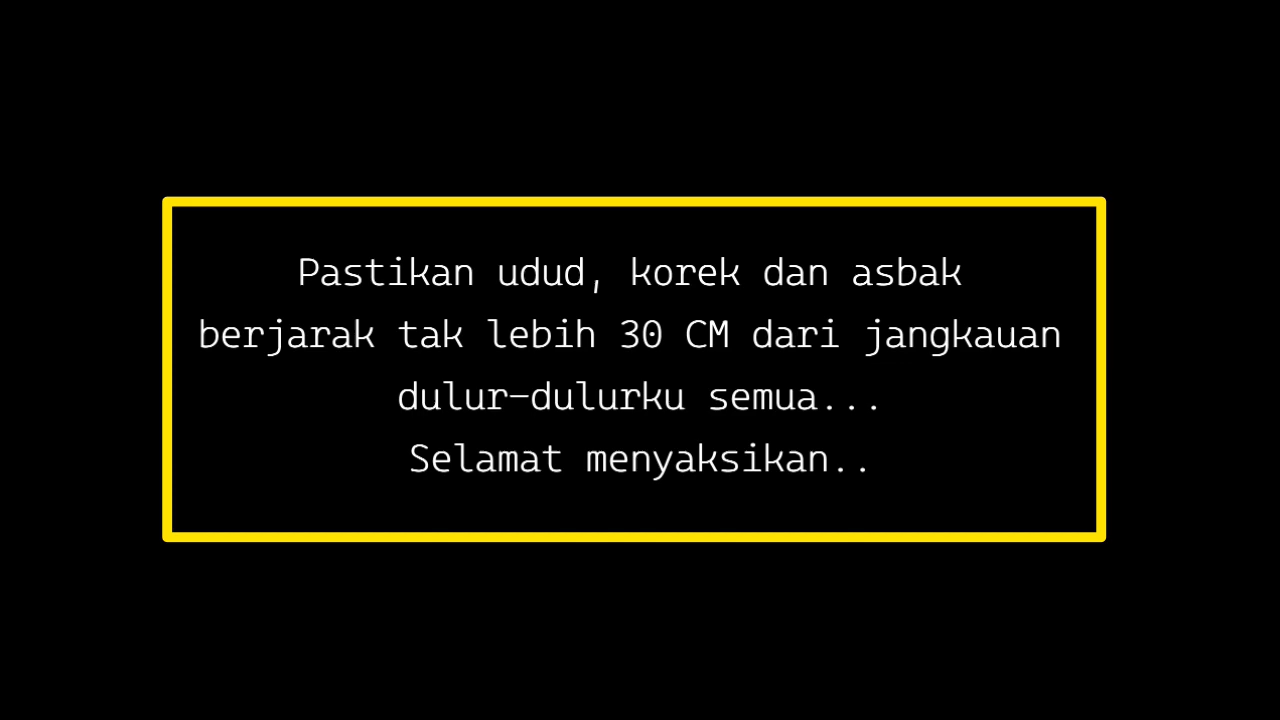 Pastikan udud, korek dan asbak
berjarak tak lebih 30 CM dari jangkauan
dulur-dulurku semua...
Selamat menyaksikan..